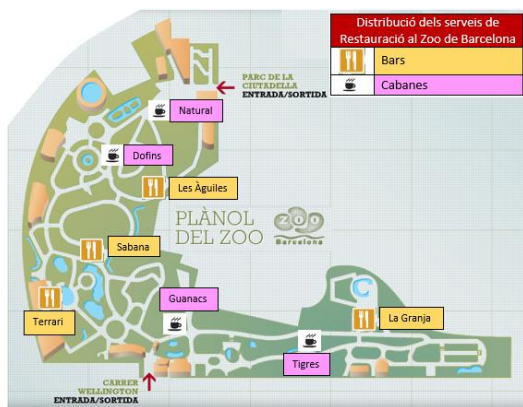 Distribució dels serveis de
Restauració al Zoo de Barcelona
Bars
Cabanes
PARC DE LA
CIUTADELLA
ENTRADA/SORTIDA
Natural
Dofins
Les Àguiles
PLÀNOL
DEL ZOO
ZOO
Barcelona
Sabana
Guanacs
Terrari
La Granja
Tigres
CARRER
WELLINGTON
ENTRADA/SORTIDA